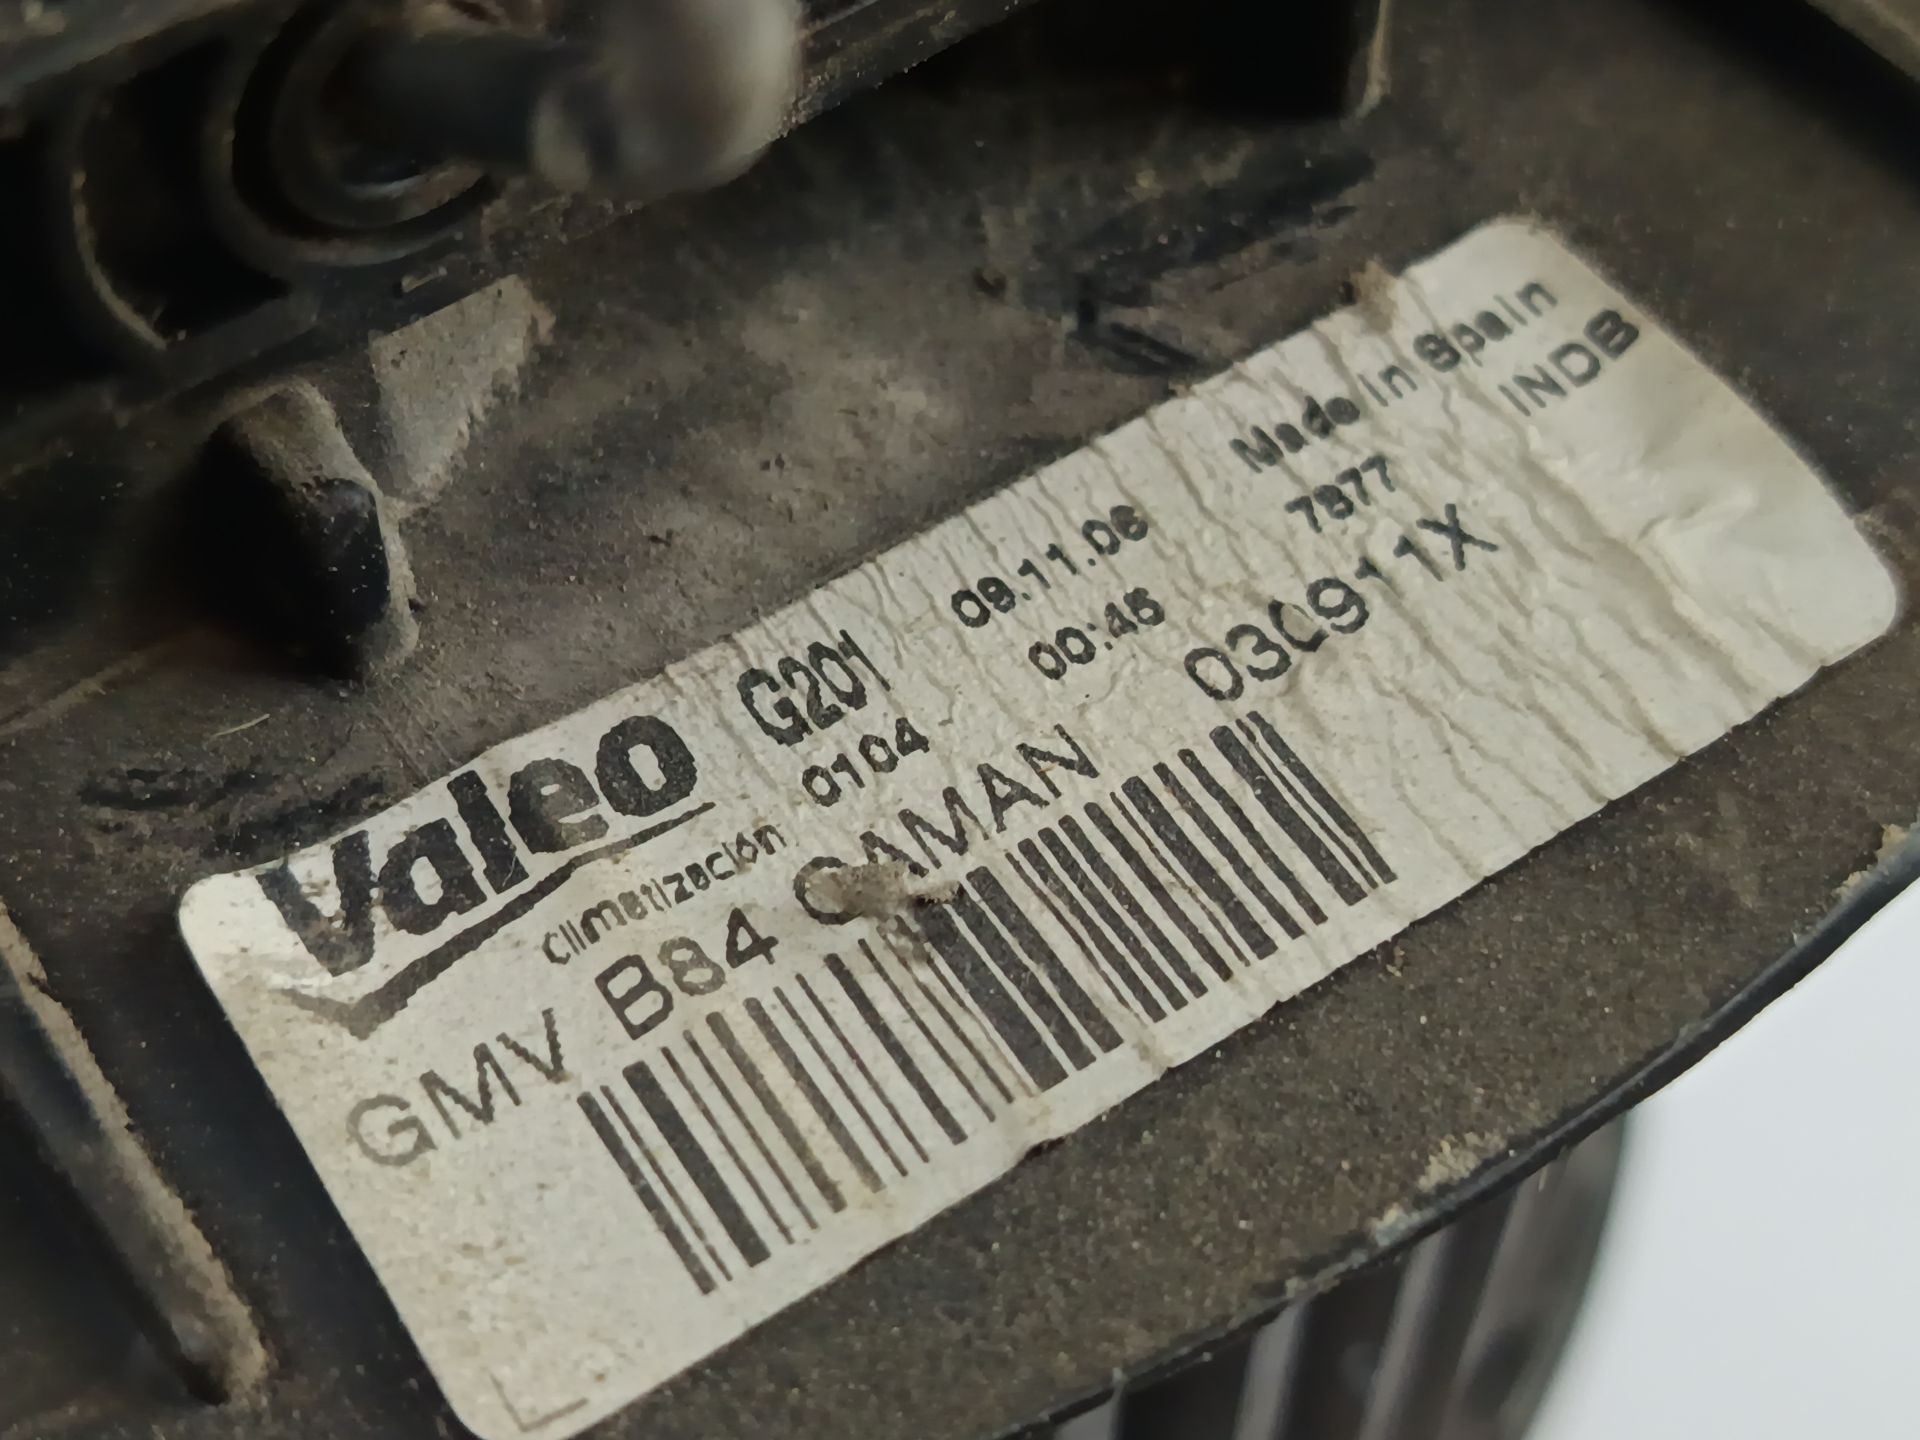 Valeo G201 09.11.06 Made in Spain
Climatización 0104 00:46 7877 INDB
GMV B84 CAMAN 030911X